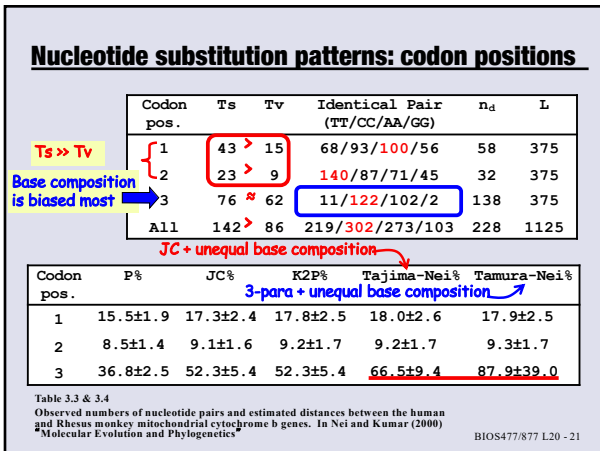 Nucleotide substitution patterns: codon positions
Codon pos. Ts Tv Identical Pair (TT/CC/AA/GG) nd L
Ts >> Tv
1 43 > 15 68/93/100/56 58 375
2 23 > 9 140/87/71/45 32 375
Base composition is biased most
3 76 ≈ 62 11/122/102/2 138 375
All 142 > 86 219/302/273/103 228 1125
JC + unequal base composition
Codon pos. P% JC% K2P% Tajima-Nei% Tamura-Nei%
3-para + unequal base composition
1 15.5±1.9 17.3±2.4 17.8±2.5 18.0±2.6 17.9±2.5
2 8.5±1.4 9.1±1.6 9.2±1.7 9.2±1.7 9.3±1.7
3 36.8±2.5 52.3±5.4 52.3±5.4 66.5±9.4 87.9±39.0
Table 3.3 & 3.4
Observed numbers of nucleotide pairs and estimated distances between the human
and Rhesus monkey mitochondrial cytochrome b genes. In Nei and Kumar (2000)
"Molecular Evolution and Phylogenetics"
BIOS477/877 L20 - 21